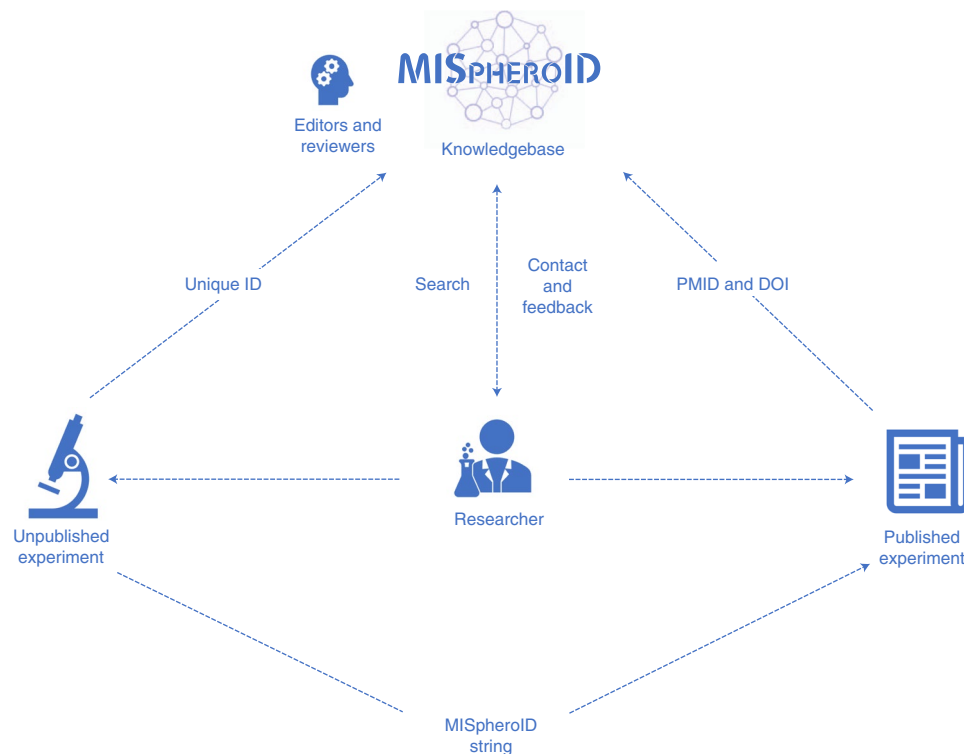 MISPHEROID
Editors and
reviewers
Knowledgebase
Unique ID
Search
Contact
and
feedback
PMID and DOI
Researcher
Unpublished
experiment
Published
experiment
MISpheroID
string